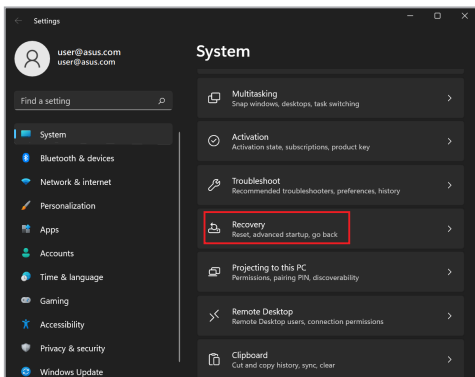 Settings
user@asus.com
user@asus.com
Find a setting
System
Bluetooth & devices
Network & internet
Personalization
Apps
Accounts
Time & language
Gaming
Accessibility
Privacy & security
Windows Update
System
Multitasking
Snap windows, desktops, task switching
Activation
Activation state, subscriptions, product key
Troubleshoot
Recommended troubleshooters, preferences, history
Recovery
Reset, advanced startup, go back
Projecting to this PC
Permissions, pairing PIN, discoverability
Remote Desktop
Remote Desktop users, connection permissions
Clipboard
Cut and copy history, sync, clear